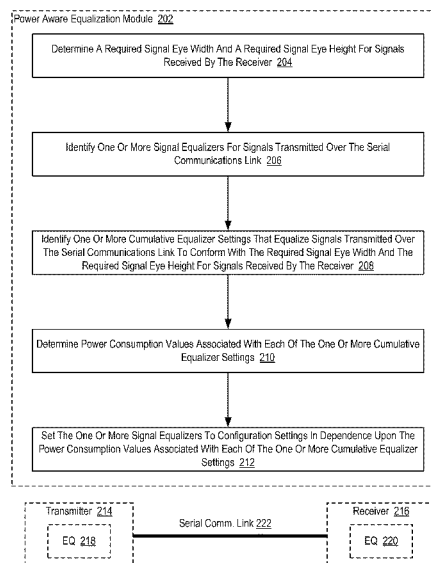 Power Aware Equalization Module 202
Determine A Required Signal Eye Width And A Required Signal Eye Height For Signals
Received By The Receiver 204
Identify One Or More Signal Equalizers For Signals Transmitted Over The Serial
Communications Link 206
Identify One Or More Cumulative Equalizer Settings That Equalize Signals Transmitted Over
The Serial Communications Link To Conform With The Required Signal Eye Width And The
Required Signal Eye Height For Signals Received By The Receiver 208
Determine Power Consumption Values Associated With Each Of The One Or More Cumulative
Equalizer Settings 210
Set The One Or More Signal Equalizers To Configuration Settings In Dependence Upon The
Power Consumption Values Associated With Each Of The One Or More Cumulative Equalizer
Settings 212
Transmitter 214
Serial Comm. Link 222
Receiver 216
EQ 218
EQ 220